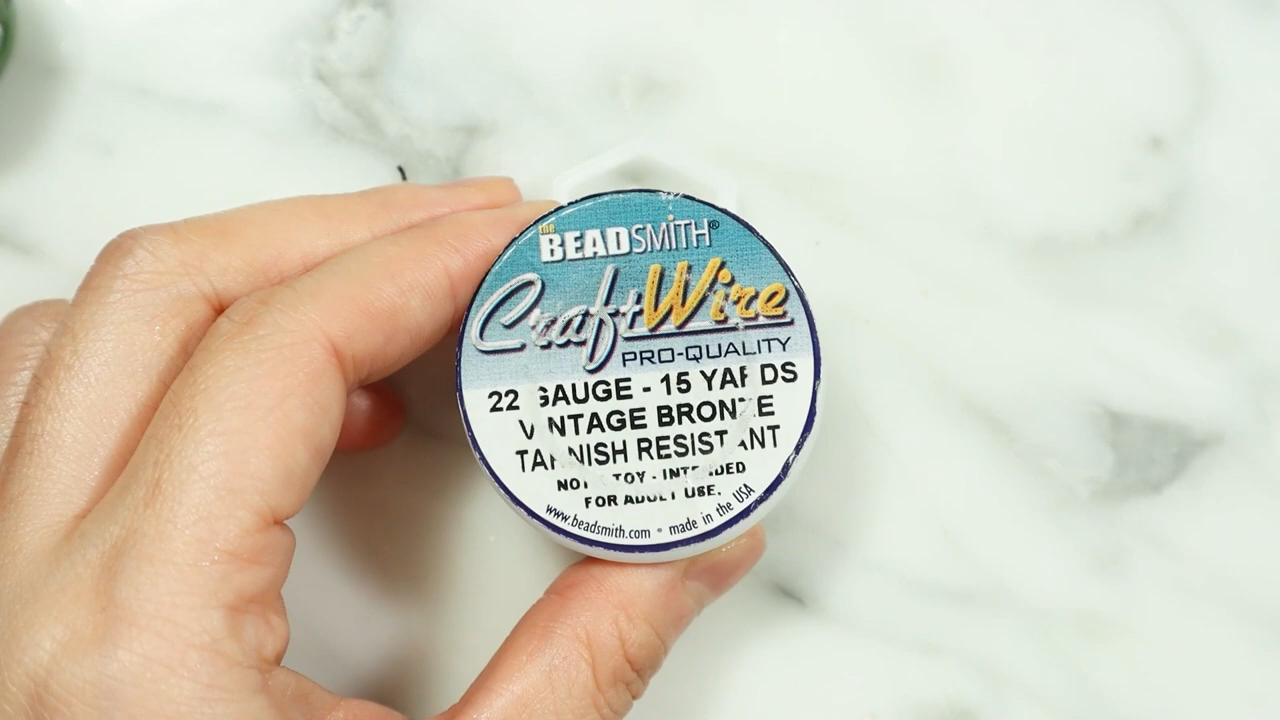 the
BEADSMITH®
CraftWire
PRO-QUALITY
22 GAUGE - 15 YARDS
VINTAGE BRONZE
TARNISH RESISTANT
NOT A TOY - INTENDED
FOR ADULT USE.
www.beadsmith.com • made in the USA